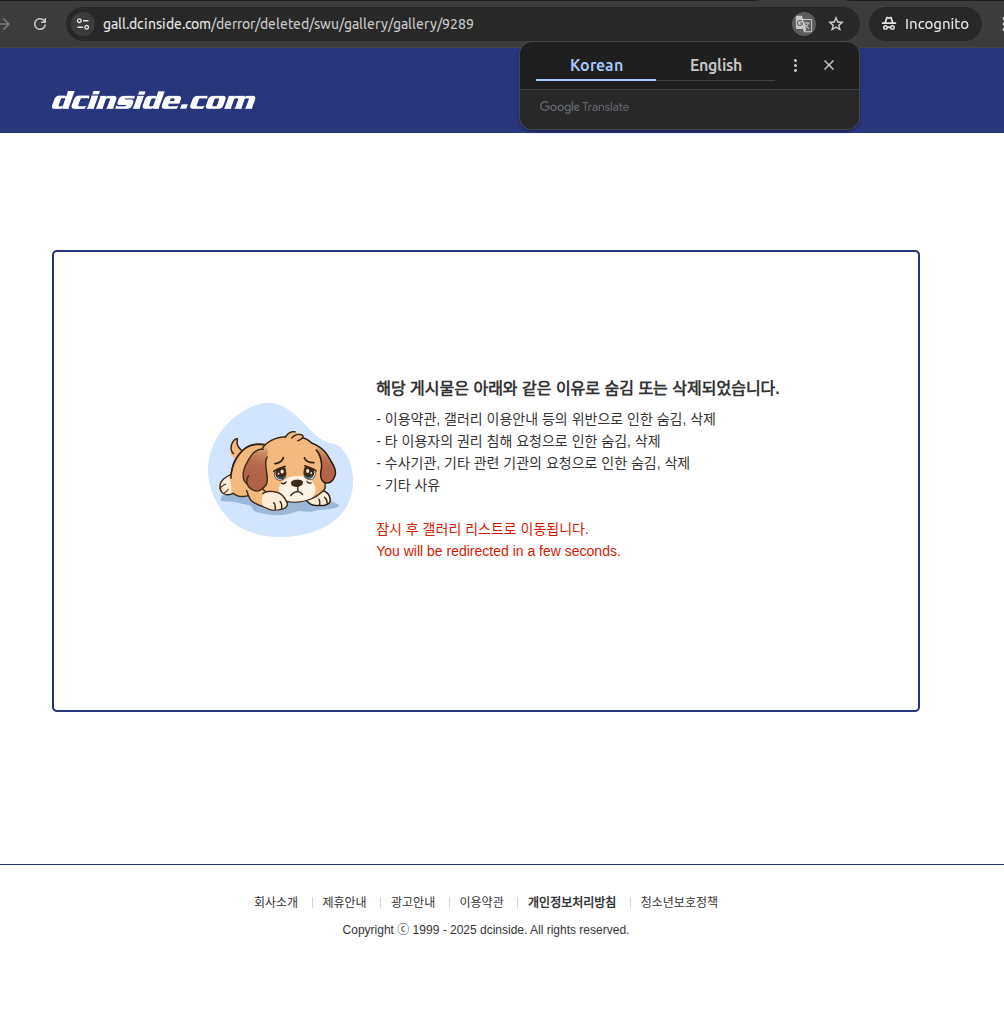 gall.dcinside.com/derror/deleted/swu/gallery/gallery/9289
Incognito
Korean English
Google Translate
dcinside.com
해당 게시물은 아래와 같은 이유로 숨김 또는 삭제되었습니다.
- 이용약관, 갤러리 이용안내 등의 위반으로 인한 숨김, 삭제
- 타 이용자의 권리 침해 요청으로 인한 숨김, 삭제
- 수사기관, 기타 관련 기관의 요청으로 인한 숨김, 삭제
- 기타 사유
잠시 후 갤러리 리스트로 이동됩니다.
You will be redirected in a few seconds.
회사소개 제휴안내 광고안내 이용약관 개인정보처리방침 청소년보호정책
Copyright ⓒ 1999 - 2025 dcinside. All rights reserved.